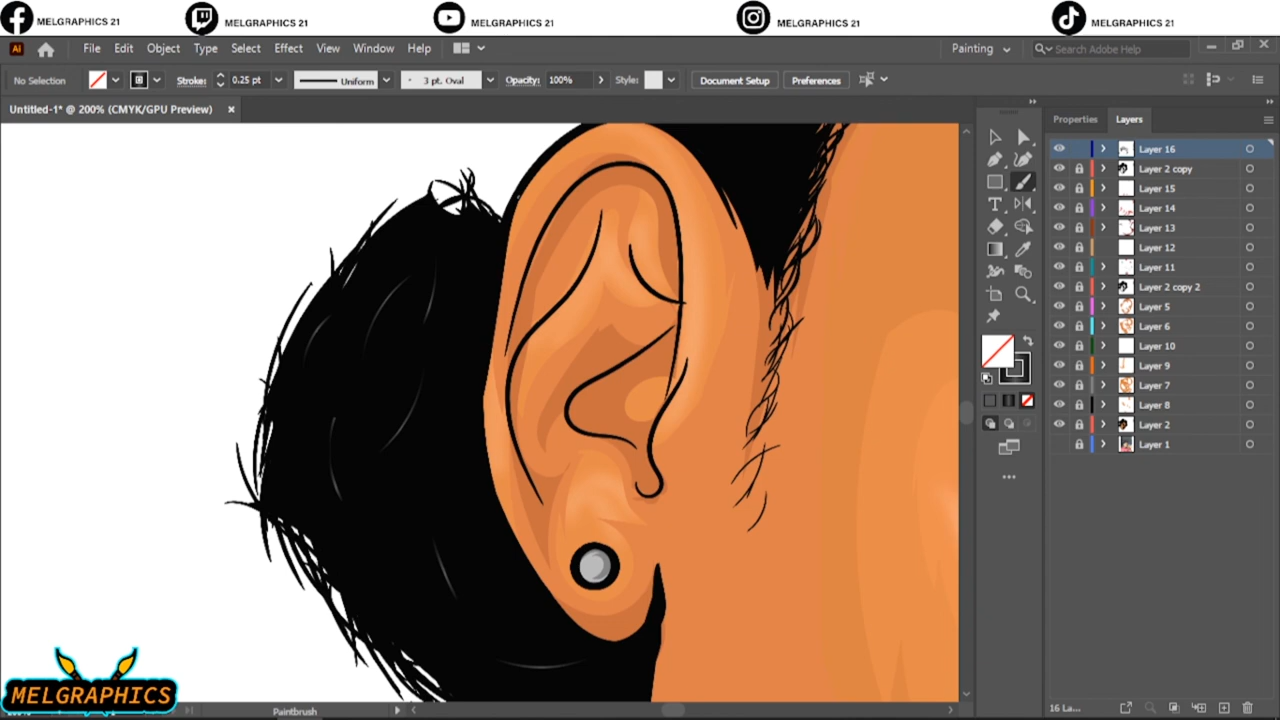 MELGRAPHICS 21 MELGRAPHICS 21 MELGRAPHICS 21 MELGRAPHICS 21 MELGRAPHICS 21
Ai File Edit Object Type Select Effect View Window Help Painting Search Adobe Help
No Selection Stroke: 0.25 pt Uniform 3 pt. Oval Opacity: 100% Style: Document Setup Preferences
Untitled-1* @ 200% (CMYK/GPU Preview)
Properties Layers
Layer 16
Layer 2 copy
Layer 15
Layer 14
Layer 13
Layer 12
Layer 11
Layer 2 copy 2
Layer 5
Layer 6
Layer 10
Layer 9
Layer 7
Layer 8
Layer 2
Layer 1
MELGRAPHICS
Paintbrush
16 La...